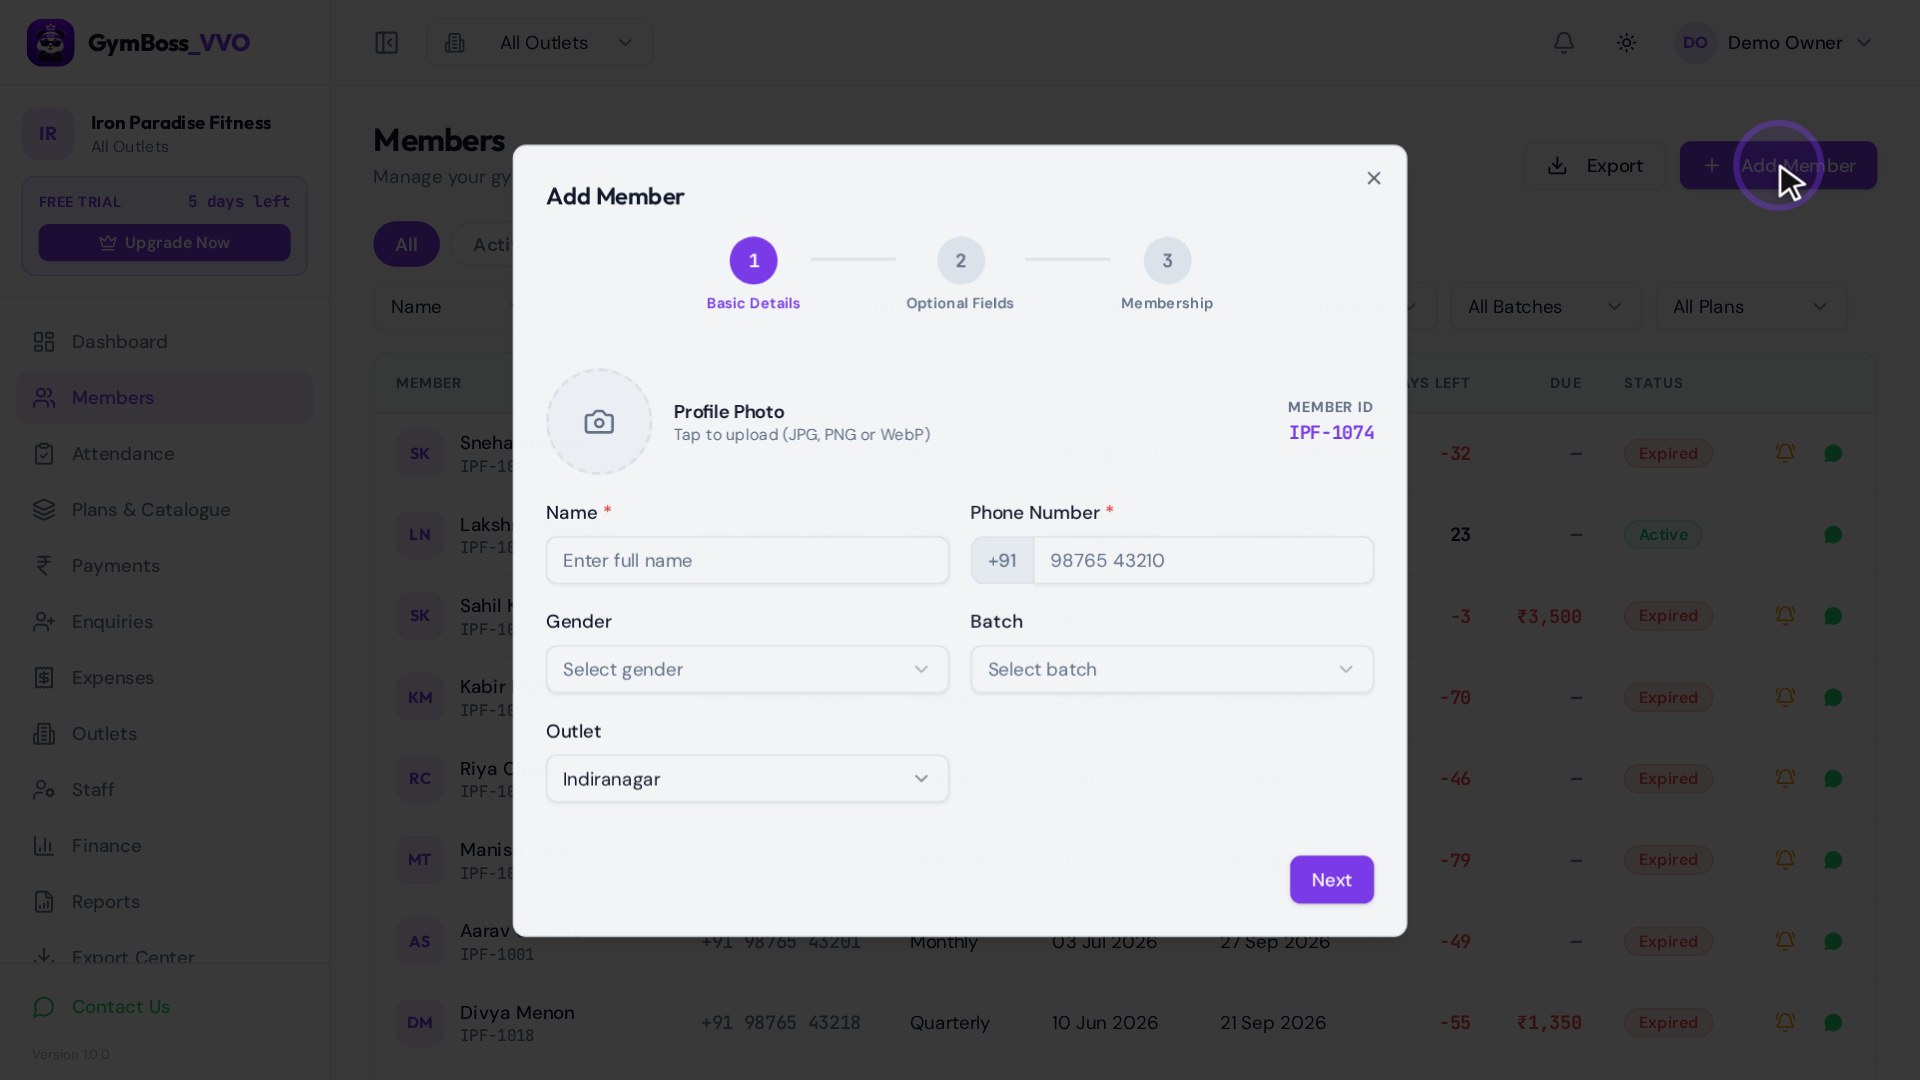 GymBoss_VVO
All Outlets
DO
Demo Owner
IR
Iron Paradise Fitness
All Outlets
FREE TRIAL
5 days left
Upgrade Now
Dashboard
Members
Attendance
Plans & Catalogue
Payments
Enquiries
Expenses
Outlets
Staff
Finance
Reports
Export Center
Contact Us
Version 1.0.0
Members
Manage your
Export
Add Member
All
Name
All Batches
All Plans
MEMBER
LEFT
DUE
STATUS
SK
Sneha
-32
–
Expired
LN
23
–
Active
SK
Sahil
-3
₹3,500
Expired
KM
Kabir
-70
–
Expired
RC
Riya
-46
–
Expired
MT
-79
–
Expired
AS
Aarav
IPF-1001
+91 98765 43201
Monthly
03 Jul 2026
27 Sep 2026
-49
–
Expired
DM
Divya Menon
IPF-1018
+91 98765 43218
Quarterly
10 Jun 2026
21 Sep 2026
-55
₹1,350
Expired
Add Member
1
2
3
Basic Details
Optional Fields
Membership
Profile Photo
Tap to upload (JPG, PNG or WebP)
MEMBER ID
IPF-1074
Name *
Phone Number *
Enter full name
+91
98765 43210
Gender
Batch
Select gender
Select batch
Outlet
Indiranagar
Next